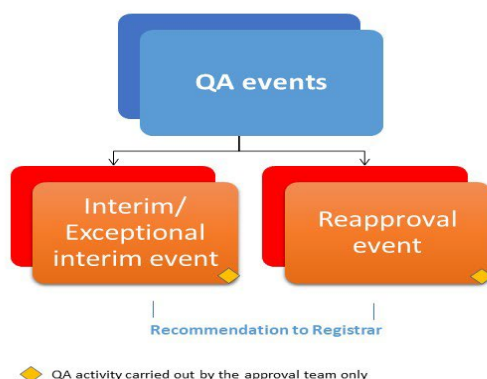 QA events
Interim/
Exceptional
interim event
Reapproval
event
Recommendation to Registrar
QA activity carried out by the approval team only